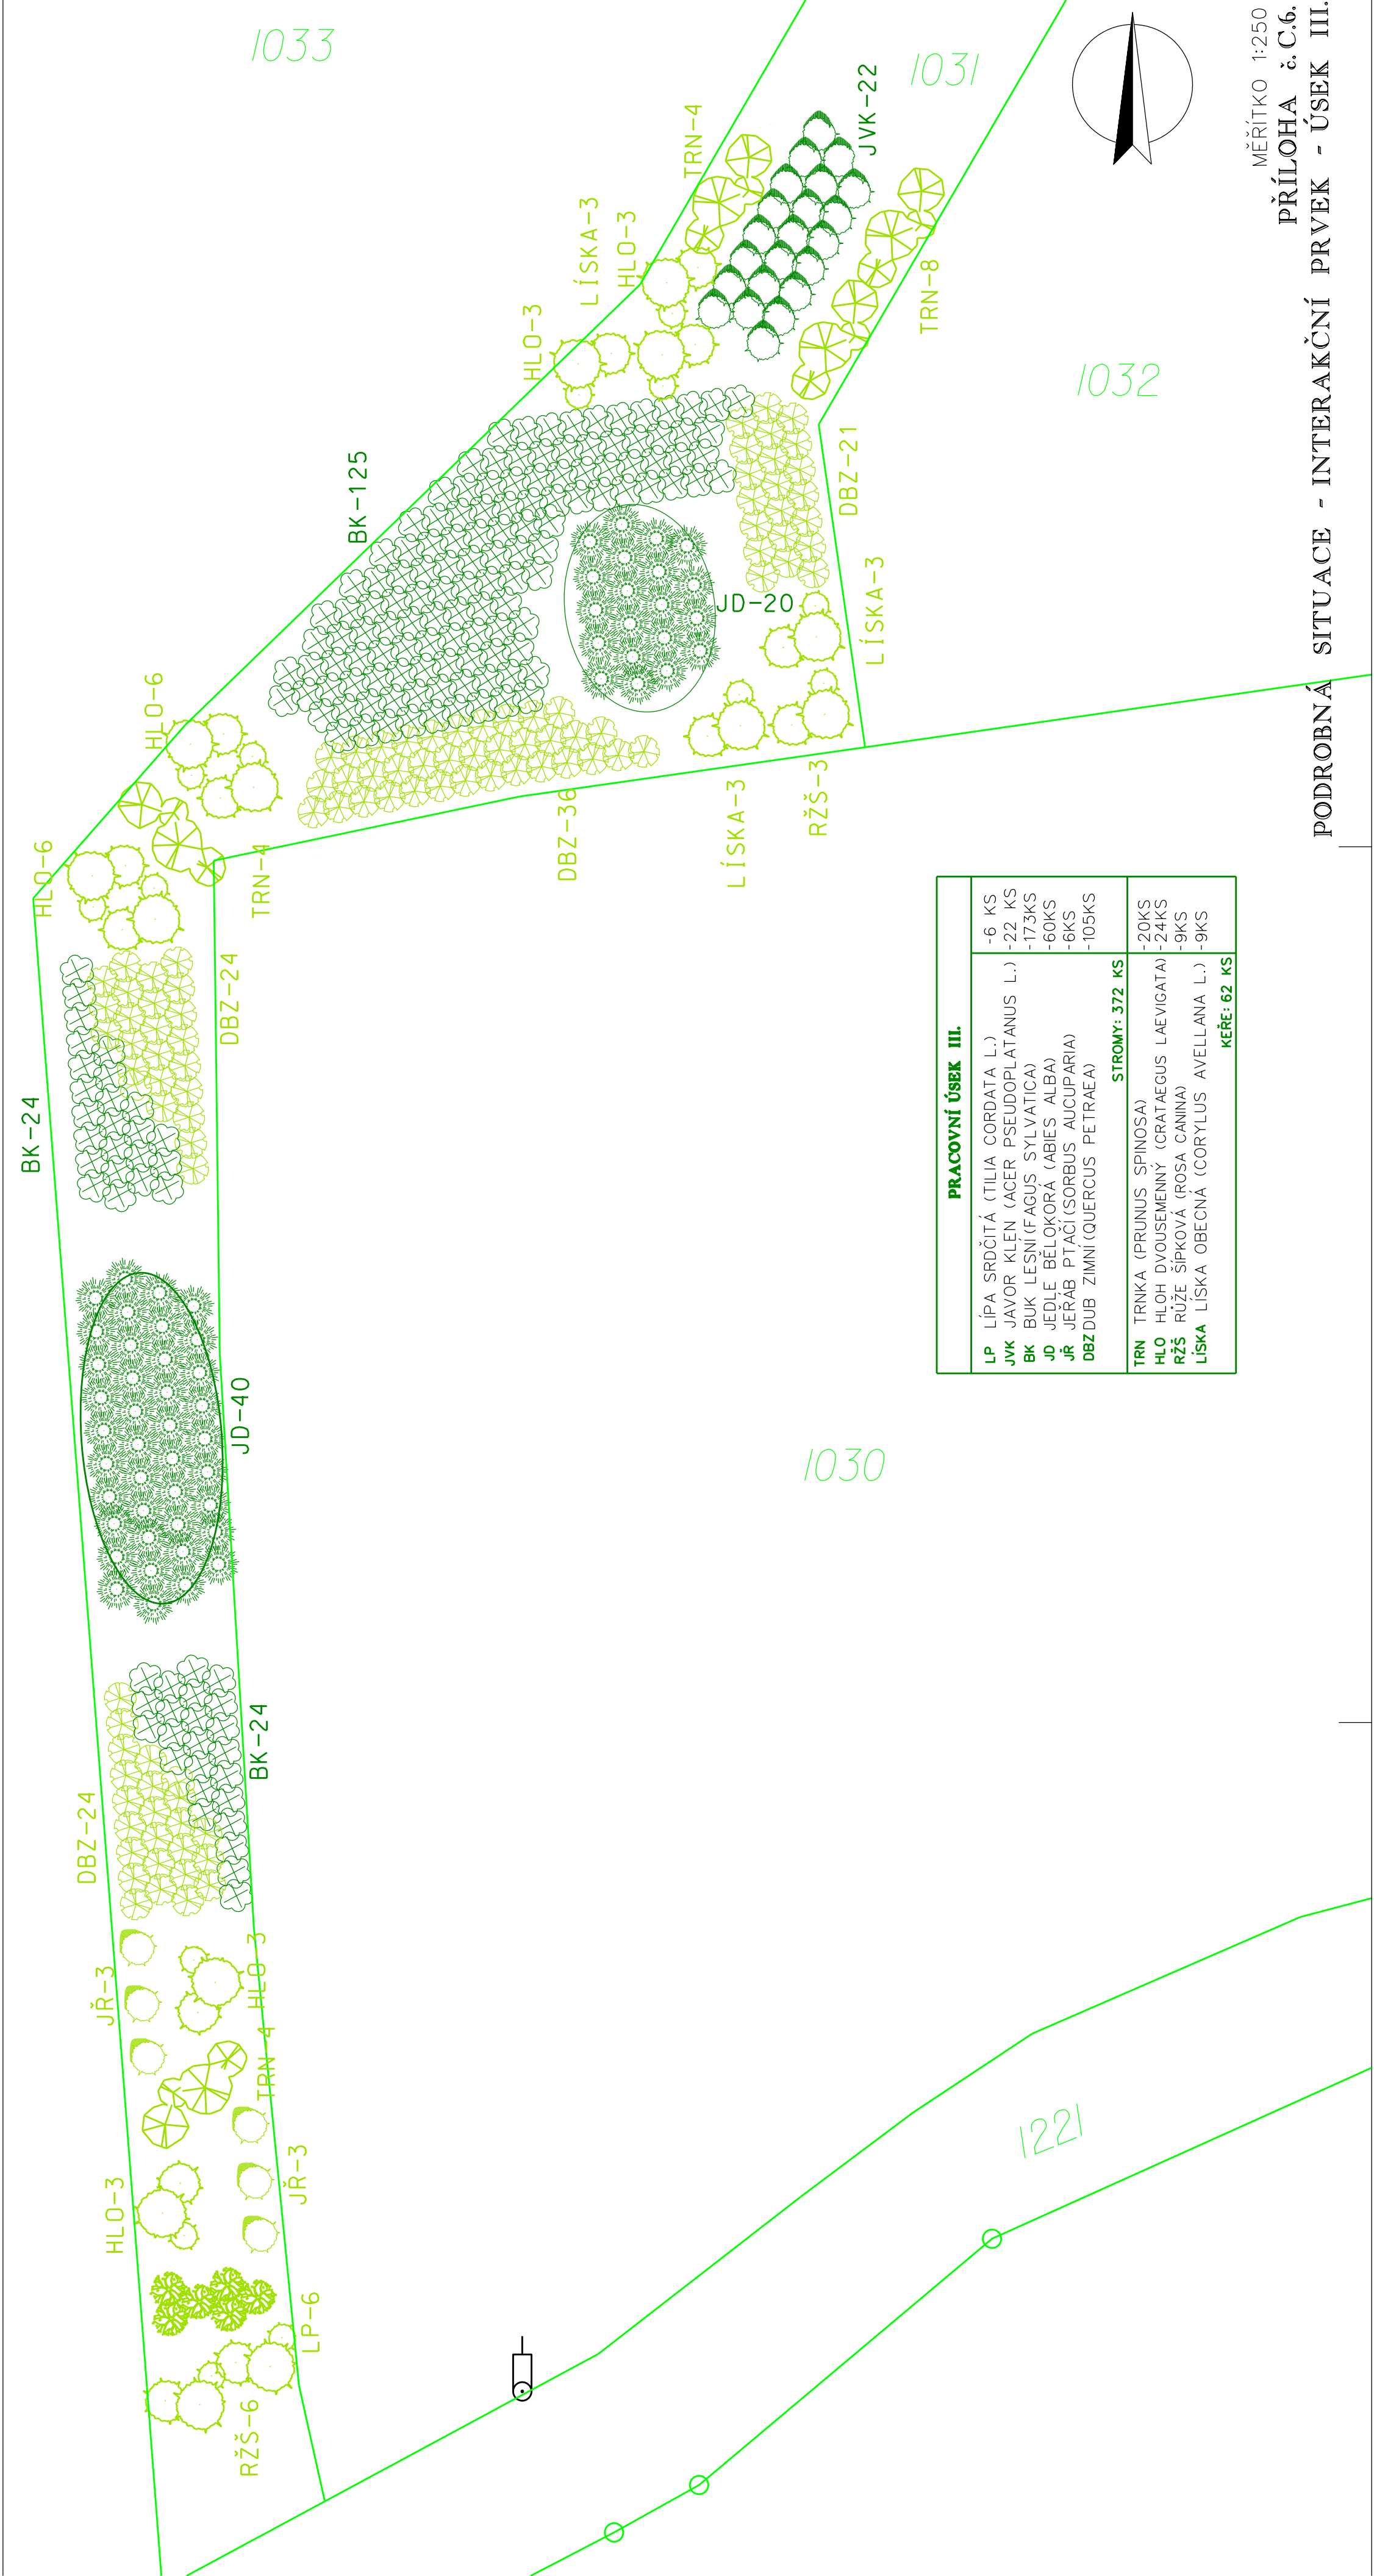 1033
1031
1032
1030
1221
MĚŘÍTKO 1:250
PŘÍLOHA č.C.6.
PODROBNÁ SITUACE - INTERAKČNÍ PRVEK - ÚSEK III.
RŽŠ-6
LP-6
HLO-3
JŘ-3
TRN-4
JŘ-3
HLO-3
DBZ-24
BK-24
JD-40
BK-24
DBZ-24
HLO-6
TRN-4
HLO-6
DBZ-36
BK-125
JD-20
LÍSKA-3
RŽŠ-3
LÍSKA-3
DBZ-21
HLO-3
LÍSKA-3
HLO-3
TRN-4
JVK-22
TRN-8
PRACOVNÍ ÚSEK III.
LP LÍPA SRDČITÁ (TILIA CORDATA L.) -6 KS
JVK JAVOR KLEN (ACER PSEUDOPLATANUS L.) -22 KS
BK BUK LESNÍ (FAGUS SYLVATICA) -173KS
JD JEDLE BĚLOKORÁ (ABIES ALBA) -60KS
JŘ JEŘÁB PTAČÍ (SORBUS AUCUPARIA) -6KS
DBZ DUB ZIMNÍ (QUERCUS PETRAEA) -105KS
STROMY: 372 KS
TRN TRNKA (PRUNUS SPINOSA) -20KS
HLO HLOH DVOUSEMENNÝ (CRATAEGUS LAEVIGATA) -24KS
RŽŠ RŮŽE ŠÍPKOVÁ (ROSA CANINA) -9KS
LÍSKA LÍSKA OBECNÁ (CORYLUS AVELLANA L.) -9KS
KEŘE: 62 KS